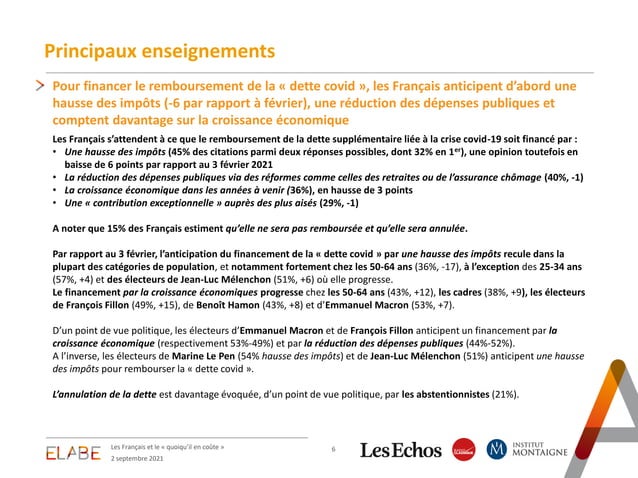 Principaux enseignements
Pour financer le remboursement de la « dette covid », les Français anticipent d’abord une
hausse des impôts (-6 par rapport à février), une réduction des dépenses publiques et
comptent davantage sur la croissance économique
Les Français s’attendent à ce que le remboursement de la dette supplémentaire liée à la crise covid-19 soit financé par :
• Une hausse des impôts (45% des citations parmi deux réponses possibles, dont 32% en 1er), une opinion toutefois en
baisse de 6 points par rapport au 3 février 2021
• La réduction des dépenses publiques via des réformes comme celles des retraites ou de l’assurance chômage (40%, -1)
• La croissance économique dans les années à venir (36%), en hausse de 3 points
• Une « contribution exceptionnelle » auprès des plus aisés (29%, -1)
A noter que 15% des Français estiment qu’elle ne sera pas remboursée et qu’elle sera annulée.
Par rapport au 3 février, l’anticipation du financement de la « dette covid » par une hausse des impôts recule dans la
plupart des catégories de population, et notamment fortement chez les 50-64 ans (36%, -17), à l’exception des 25-34 ans
(57%, +4) et des électeurs de Jean-Luc Mélenchon (51%, +6) où elle progresse.
Le financement par la croissance économiques progresse chez les 50-64 ans (43%, +12), les cadres (38%, +9), les électeurs
de François Fillon (49%, +15), de Benoît Hamon (43%, +8) et d’Emmanuel Macron (53%, +7).
D’un point de vue politique, les électeurs d’Emmanuel Macron et de François Fillon anticipent un financement par la
croissance économique (respectivement 53%-49%) et par la réduction des dépenses publiques (44%-52%).
A l’inverse, les électeurs de Marine Le Pen (54% hausse des impôts) et de Jean-Luc Mélenchon (51%) anticipent une hausse
des impôts pour rembourser la « dette covid ».
L’annulation de la dette est davantage évoquée, d’un point de vue politique, par les abstentionnistes (21%).
ELABE
Les Français et le « quoiqu’il en coûte »
2 septembre 2021
6
LesEchos
RADIO CLASSIQUE
IM
INSTITUT
MONTAIGNE